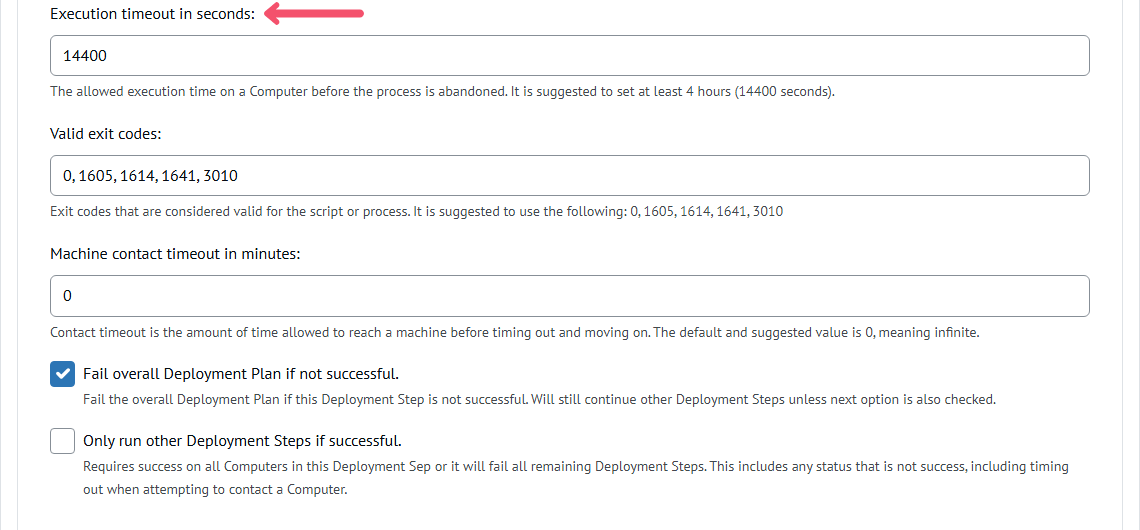 Execution timeout in seconds:
14400
The allowed execution time on a Computer before the process is abandoned. It is suggested to set at least 4 hours (14400 seconds).
Valid exit codes:
0, 1605, 1614, 1641, 3010
Exit codes that are considered valid for the script or process. It is suggested to use the following: 0, 1605, 1614, 1641, 3010
Machine contact timeout in minutes:
0
Contact timeout is the amount of time allowed to reach a machine before timing out and moving on. The default and suggested value is 0, meaning infinite.
Fail overall Deployment Plan if not successful.
Fail the overall Deployment Plan if this Deployment Step is not successful. Will still continue other Deployment Steps unless next option is also checked.
Only run other Deployment Steps if successful.
Requires success on all Computers in this Deployment Sep or it will fail all remaining Deployment Steps. This includes any status that is not success, including timing
out when attempting to contact a Computer.